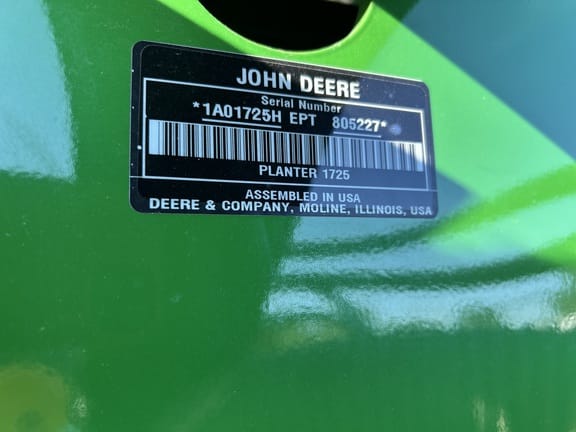 JOHN DEERE
Serial Number
*1A01725H EPT 805227*
PLANTER 1725
ASSEMBLED IN USA
DEERE & COMPANY, MOLINE, ILLINOIS, USA